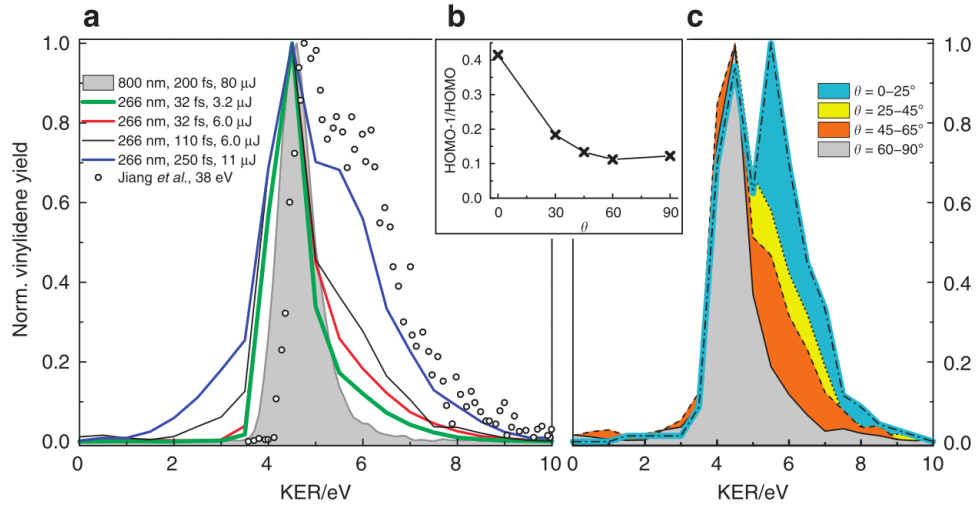 a
b
c
1.0
0.8
0.6
0.4
0.2
0.0
Norm. vinylidene yield
800 nm, 200 fs, 80 μJ
266 nm, 32 fs, 3.2 μJ
266 nm, 32 fs, 6.0 μJ
266 nm, 110 fs, 6.0 μJ
266 nm, 250 fs, 11 μJ
Jiang et al., 38 eV
0 2 4 6 8 10
KER/eV
HOMO-1/HOMO
0.4
0.3
0.2
0.1
0.0
0 30 60 90
θ
θ = 0–25°
θ = 25–45°
θ = 45–65°
θ = 60–90°
1.0
0.8
0.6
0.4
0.2
0.0
0 2 4 6 8 10
KER/eV